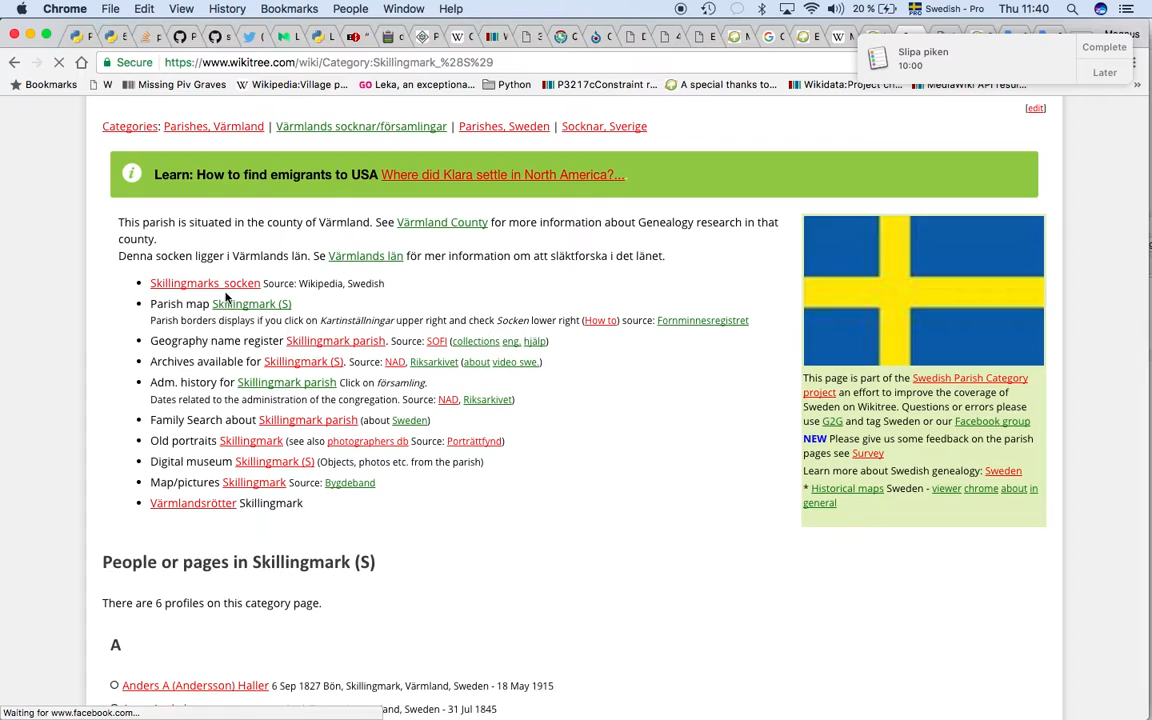 Chrome File Edit View History Bookmarks People Window Help 20 % Swedish - Pro Thu 11:40
Slipa piken
10:00
Complete
Later
Secure https://www.wikitree.com/wiki/Category:Skillingmark_%28S%29
Bookmarks W Missing Piv Graves Wikipedia:Village p... Leka, an exceptiona... Python P3217cConstraint r... A special thanks to... Wikidata:Project ch... MediaWiki API resul...
[edit]
Categories: Parishes, Värmland | Värmlands socknar/församlingar | Parishes, Sweden | Socknar, Sverige
Learn: How to find emigrants to USA Where did Klara settle in North America?...
This parish is situated in the county of Värmland. See Värmland County for more information about Genealogy research in that
county.
Denna socken ligger i Värmlands län. Se Värmlands län för mer information om att släktforska i det länet.
Skillingmarks socken Source: Wikipedia, Swedish
Parish map Skillingmark (S)
Parish borders displays if you click on Kartinställningar upper right and check Socken lower right (How to) source: Fornminnesregistret
Geography name register Skillingmark parish. Source: SOFI (collections eng. hjälp)
Archives available for Skillingmark (S). Source: NAD, Riksarkivet (about video swe.)
Adm. history for Skillingmark parish Click on församling.
Dates related to the administration of the congregation. Source: NAD, Riksarkivet)
Family Search about Skillingmark parish (about Sweden)
Old portraits Skillingmark (see also photographers db Source: Porträttfynd)
Digital museum Skillingmark (S) (Objects, photos etc. from the parish)
Map/pictures Skillingmark Source: Bygdeband
Värmlandsrötter Skillingmark
This page is part of the Swedish Parish Category
project an effort to improve the coverage of
Sweden on Wikitree. Questions or errors please
use G2G and tag Sweden to our Facebook group
NEW Please give us some feedback on the parish
pages see Survey
Learn more about Swedish genealogy: Sweden
* Historical maps Sweden - viewer chrome about in
general
People or pages in Skillingmark (S)
There are 6 profiles on this category page.
A
Anders A (Andersson) Haller 6 Sep 1827 Bön, Skillingmark, Värmland, Sweden - 18 May 1915
and, Sweden - 31 Jul 1845
Waiting for www.facebook.com...